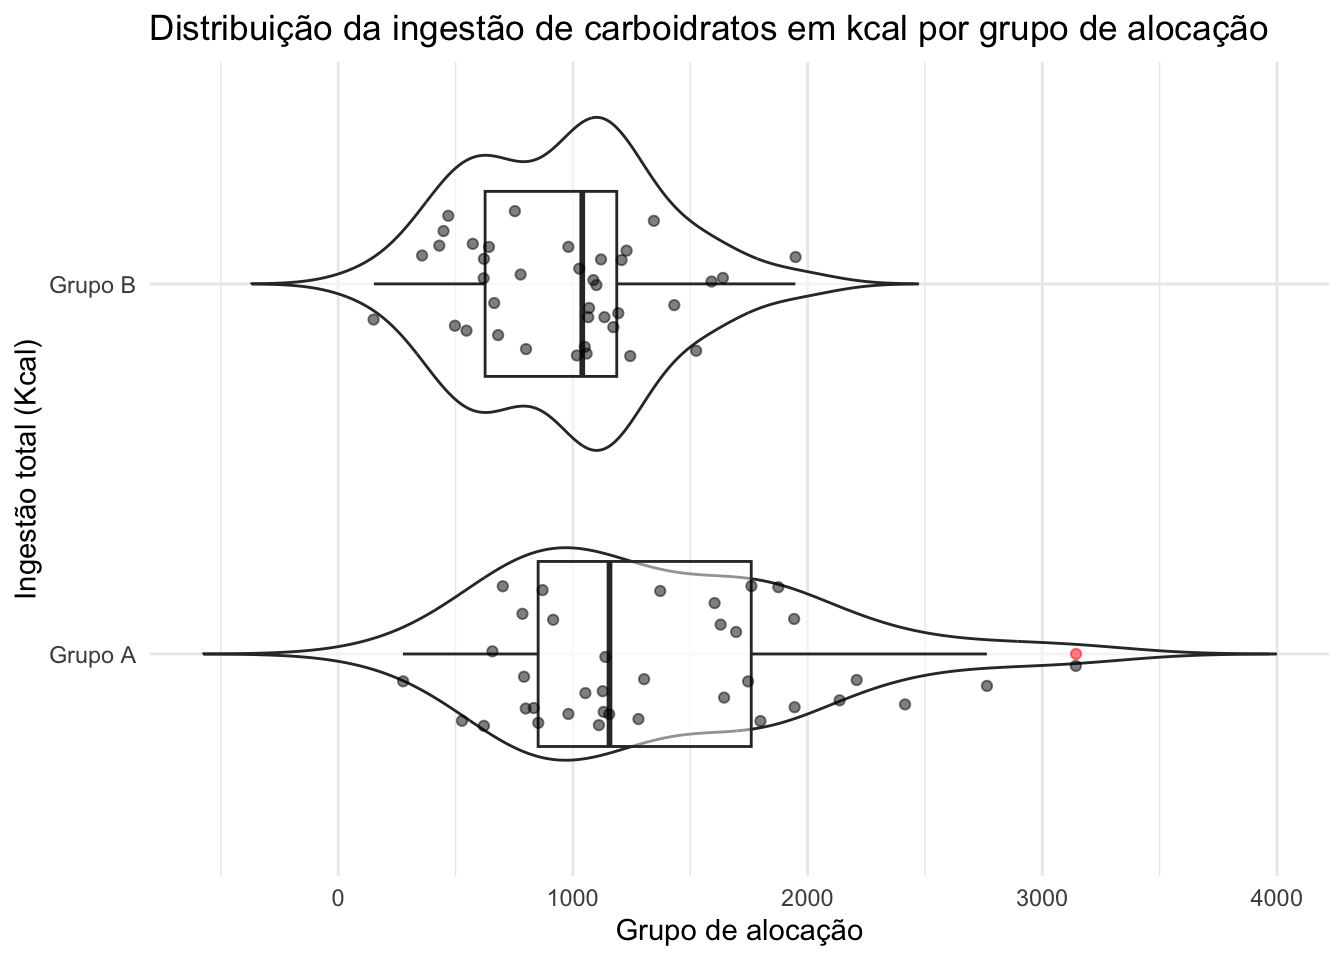 Distribuição da ingestão de carboidratos em kcal por grupo de alocação
Ingestão total (Kcal)
Grupo B
Grupo A
0 1000 2000 3000 4000
Grupo de alocação